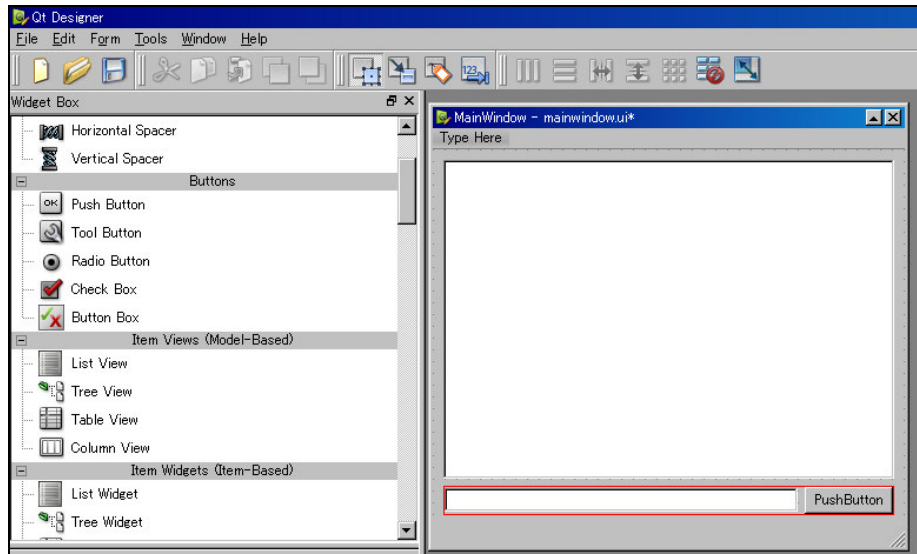 Qt Designer
File Edit Form Tools Window Help
123
Widget Box
Horizontal Spacer
Vertical Spacer
Buttons
OK Push Button
Tool Button
Radio Button
Check Box
Button Box
Item Views (Model-Based)
List View
Tree View
Table View
Column View
Item Widgets (Item-Based)
List Widget
Tree Widget
MainWindow - mainwindow.ui*
Type Here
PushButton